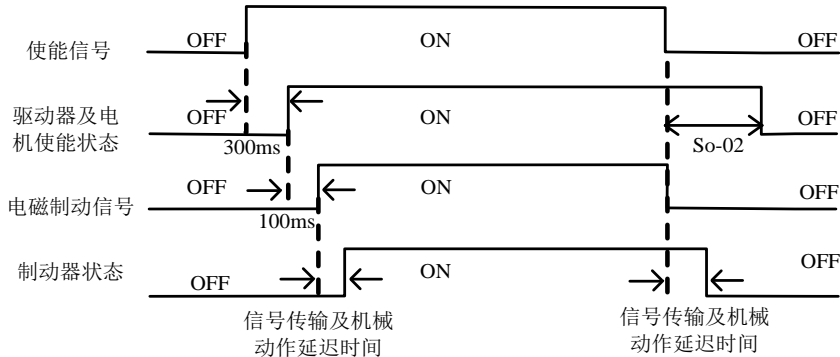 使能信号
OFF
ON
OFF
驱动器及电
机使能状态
OFF
ON
OFF
300ms
So-02
电磁制动信号
OFF
ON
OFF
100ms
制动器状态
OFF
ON
OFF
信号传输及机械
动作延迟时间
信号传输及机械
动作延迟时间